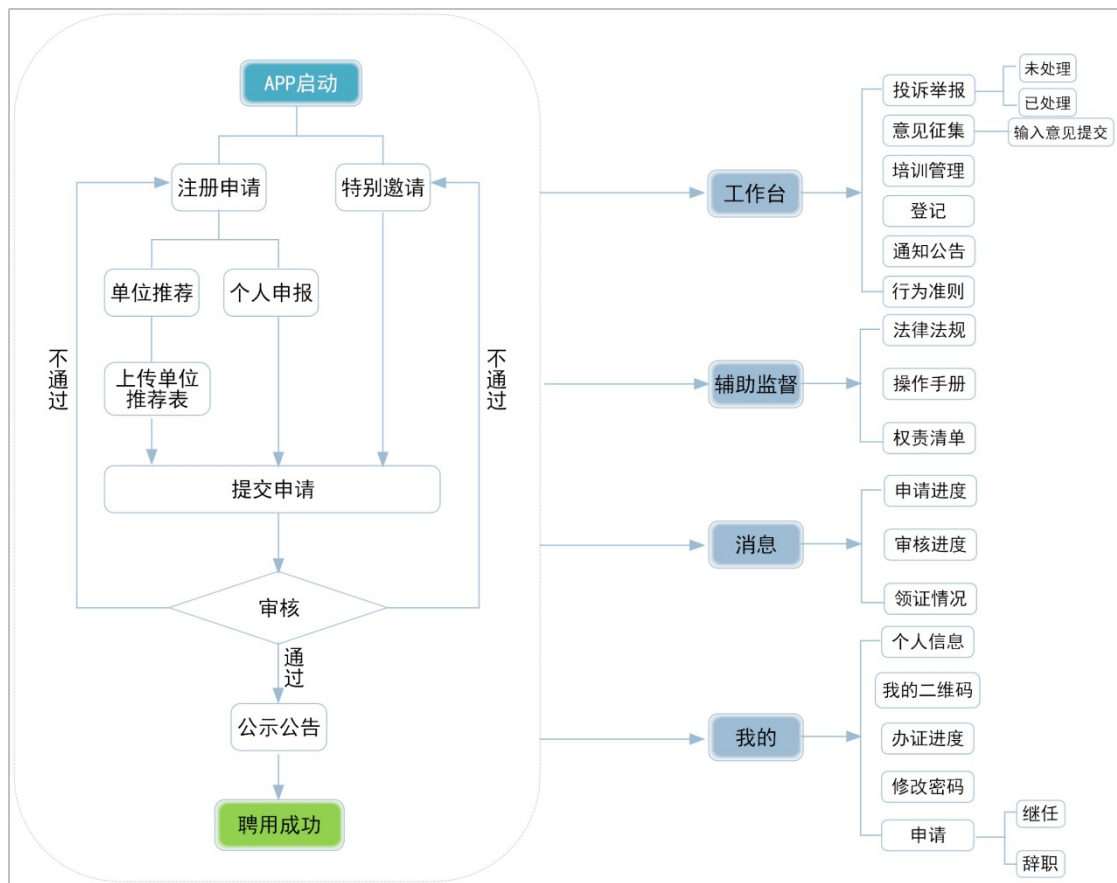 APP启动
注册申请
特别邀请
单位推荐
个人申报
上传单位
推荐表
不通过
不通过
提交申请
审核
通过
公示公告
聘用成功
工作台
投诉举报
未处理
已处理
意见征集
输入意见提交
培训管理
登记
通知公告
行为准则
辅助监督
法律法规
操作手册
权责清单
消息
申请进度
审核进度
领证情况
我的
个人信息
我的二维码
办证进度
修改密码
申请
继任
辞职